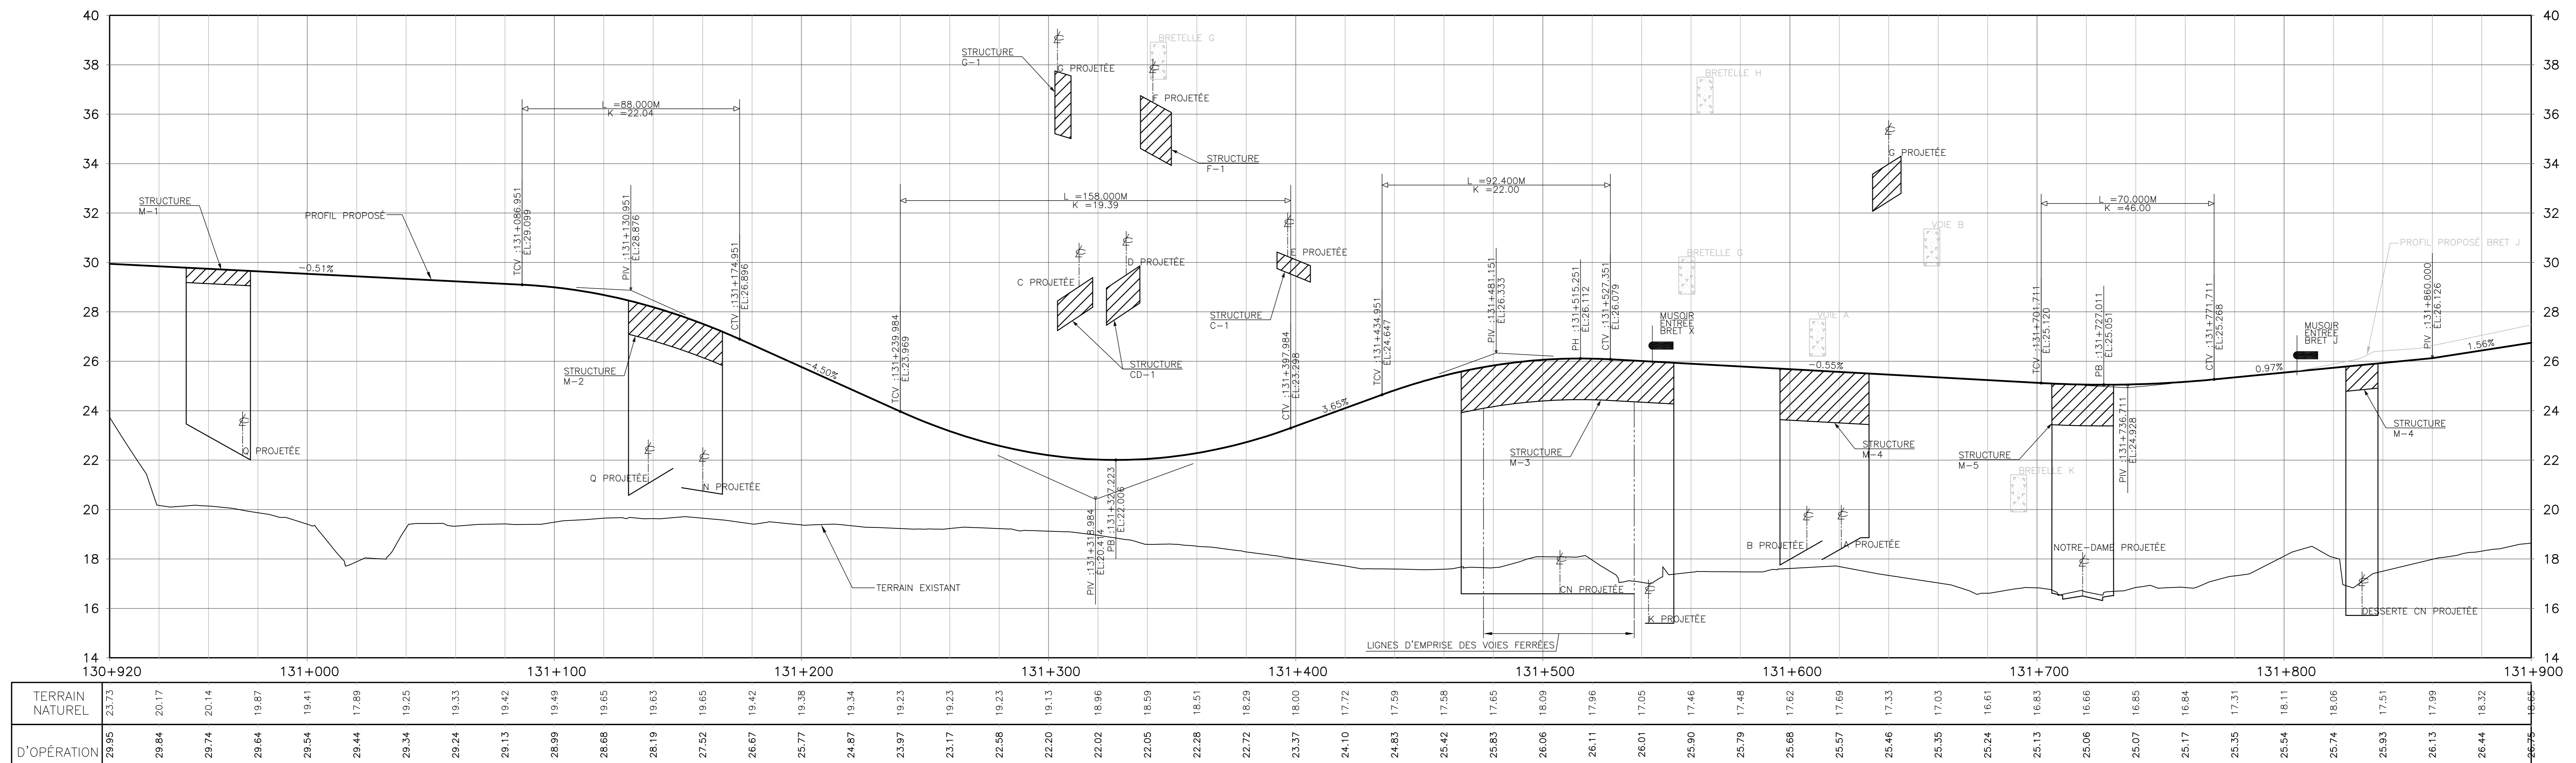 40
38
36
34
32
30
28
26
24
22
20
18
16
14
40
38
36
34
32
30
28
26
24
22
20
18
16
14
STRUCTURE
M-1
PROFIL PROPOSÉ
-0.51%
L =88.000M
K =22.04
TCV :131+086.951
ÉL:29.099
PIV :131+130.951
ÉL:28.876
CTV :131+174.951
ÉL:26.896
STRUCTURE
M-2
Q PROJETÉE
Q PROJETÉE
N PROJETÉE
-4.50%
TERRAIN EXISTANT
STRUCTURE
G-1
G PROJETÉE
BRETELLE G
F PROJETÉE
STRUCTURE
F-1
L =158.000M
K =19.39
TCV :131+239.984
ÉL:23.969
C PROJETÉE
D PROJETÉE
STRUCTURE
CD-1
E PROJETÉE
STRUCTURE
C-1
CTV :131+397.984
ÉL:23.298
PIV :131+318.984
ÉL:20.414
PB :131+327.223
ÉL:22.006
3.65%
L =92.400M
K =22.00
TCV :131+434.951
ÉL:24.647
PIV :131+481.151
ÉL:26.333
PH :131+515.251
ÉL:26.112
CTV :131+527.351
ÉL:26.079
BRETELLE H
BRETELLE G
MUSOIR
ENTRÉE
BRET X
STRUCTURE
M-3
CN PROJETÉE
K PROJETÉE
LIGNES D'EMPRISE DES VOIES FERRÉES
VOIE A
-0.55%
STRUCTURE
M-4
B PROJETÉE
A PROJETÉE
G PROJETÉE
VOIE B
BRETELLE K
STRUCTURE
M-5
L =70.000M
K =46.00
TCV :131+701.711
ÉL:25.120
PB :131+727.011
ÉL:25.051
PIV :131+736.711
ÉL:24.928
CTV :131+771.711
ÉL:25.268
NOTRE-DAME PROJETÉE
0.97%
MUSOIR
ENTRÉE
BRET J
PROFIL PROPOSÉ BRET J
PIV :131+860.000
ÉL:26.126
1.56%
STRUCTURE
M-4
DESSERTE CN PROJETÉE
130+920 131+000 131+100 131+200 131+300 131+400 131+500 131+600 131+700 131+800 131+900
TERRAIN
NATUREL
23.73 20.17 20.14 19.87 19.41 17.89 19.25 19.33 19.42 19.49 19.65 19.63 19.65 19.42 19.38 19.34 19.23 19.23 19.23 19.13 18.96 18.59 18.51 18.29 18.00 17.72 17.59 17.58 17.65 18.09 17.96 17.05 17.46 17.48 17.62 17.69 17.33 17.03 16.61 16.83 16.66 16.85 16.84 17.31 18.11 18.06 17.51 17.99 18.32 18.65
D'OPÉRATION
29.95 29.84 29.74 29.64 29.54 29.44 29.34 29.24 29.13 28.99 28.68 28.19 27.52 26.67 25.77 24.87 23.97 23.17 22.58 22.20 22.02 22.05 22.28 22.72 23.37 24.10 24.83 25.42 25.83 26.06 26.11 26.01 25.90 25.79 25.68 25.57 25.46 25.35 25.24 25.13 25.06 25.07 25.17 25.35 25.54 25.74 25.93 26.13 26.44 26.75